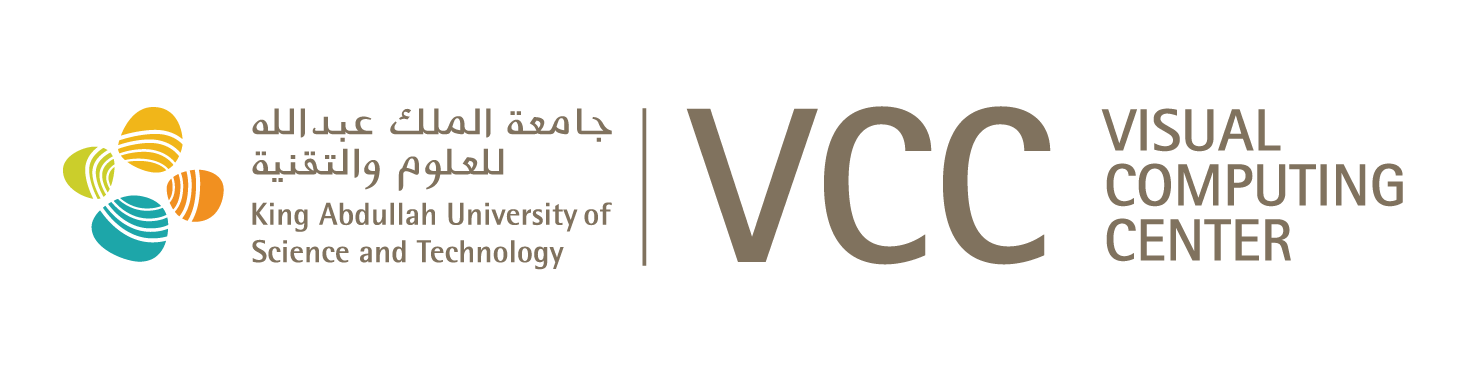 جامعة الملك عبدالله
للعلوم والتقنية
King Abdullah University of
Science and Technology
VCC
VISUAL
COMPUTING
CENTER